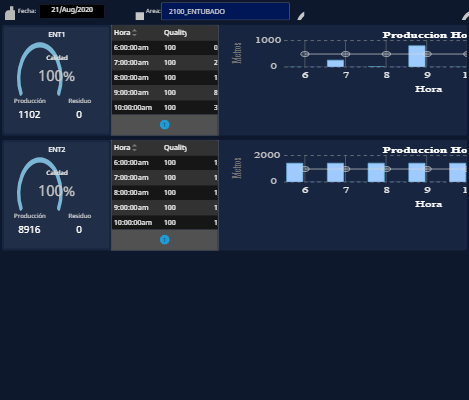 Fecha: 21/Aug/2020 Area: 2100_ENTUBADO
ENT1
Calidad
100%
Producción Residuo
1102 0
Hora Quality
6:00:00am 100 0
7:00:00am 100 2
8:00:00am 100 1
9:00:00am 100 8
10:00:00am 100 3
1
Produccion Ho
Metros
1000
0
6 7 8 9 1
Hora
ENT2
Calidad
100%
Producción Residuo
8916 0
Hora Quality
6:00:00am 100 1
7:00:00am 100 1
8:00:00am 100 1
9:00:00am 100 1
10:00:00am 100 1
1
Produccion Ho
Metros
2000
0
6 7 8 9 1
Hora